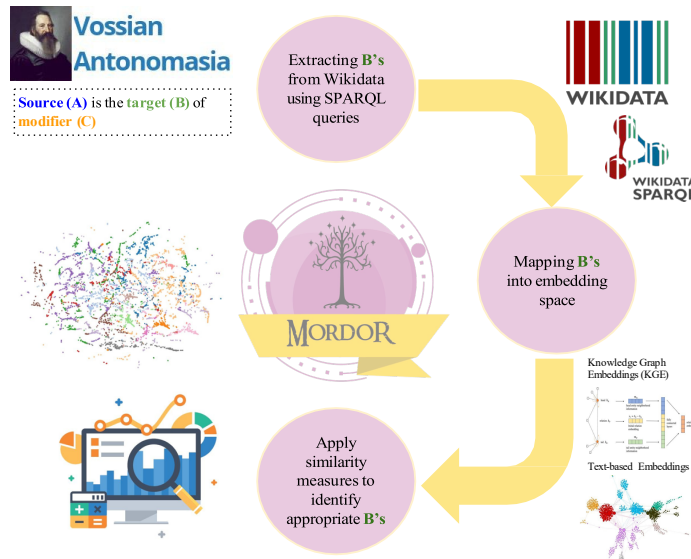 Vossian
Antonomasia
Source (A) is the target (B) of
modifier (C)
Extracting B's
from Wikidata
using SPARQL
queries
WIKIDATA
WIKIDATA
SPARQL
Mapping B's
into embedding
space
MORDOR
Knowledge Graph
Embeddings (KGE)
Text-based Embeddings
Apply
similarity
measures to
identify
appropriate B's